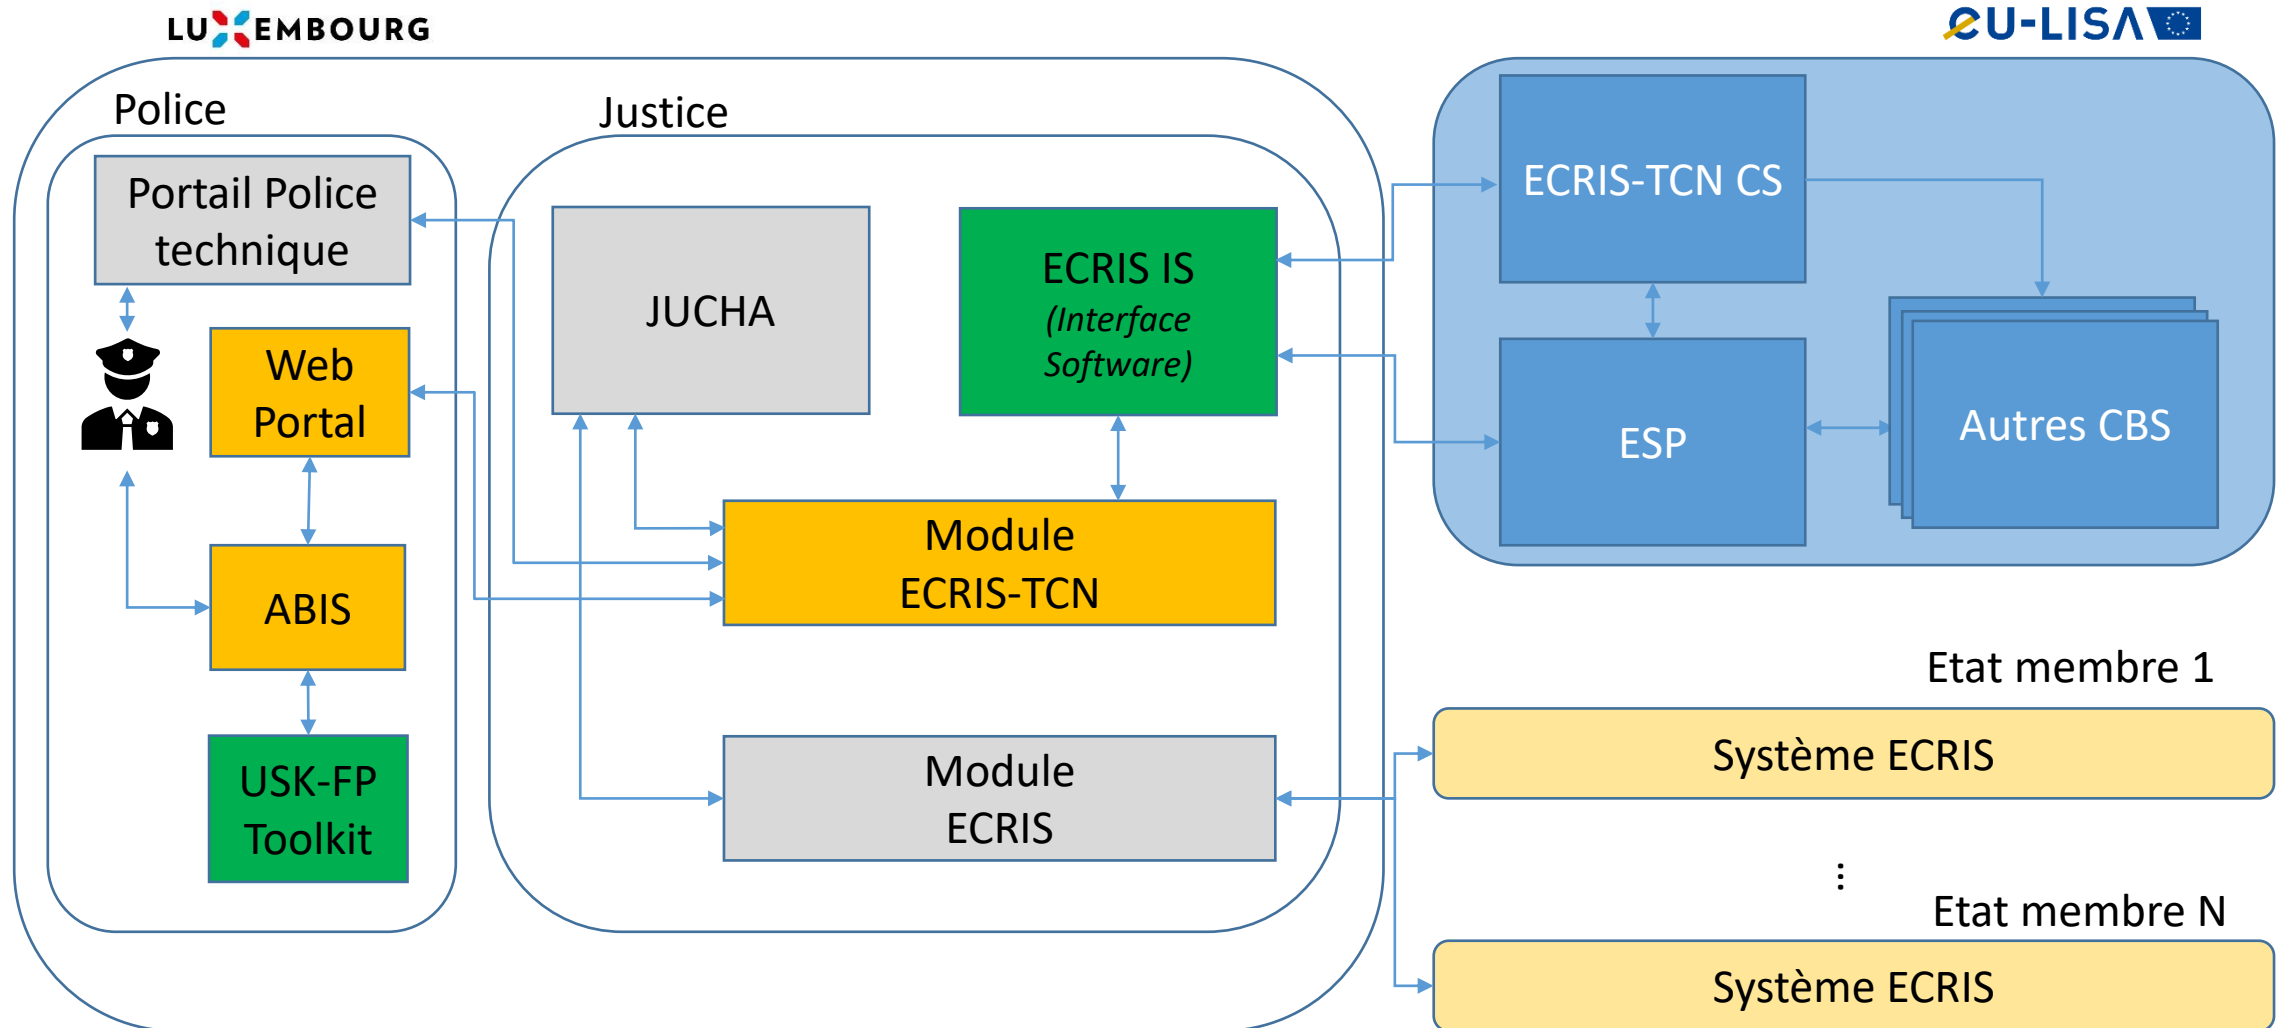 LUXEMBOURG
eu-LISA
Police
Justice
Portail Police
technique
Web
Portal
ABIS
USK-FP
Toolkit
JUCHA
ECRIS IS
(Interface
Software)
Module
ECRIS-TCN
Module
ECRIS
ECRIS-TCN CS
ESP
Autres CBS
Etat membre 1
Système ECRIS
...
Etat membre N
Système ECRIS